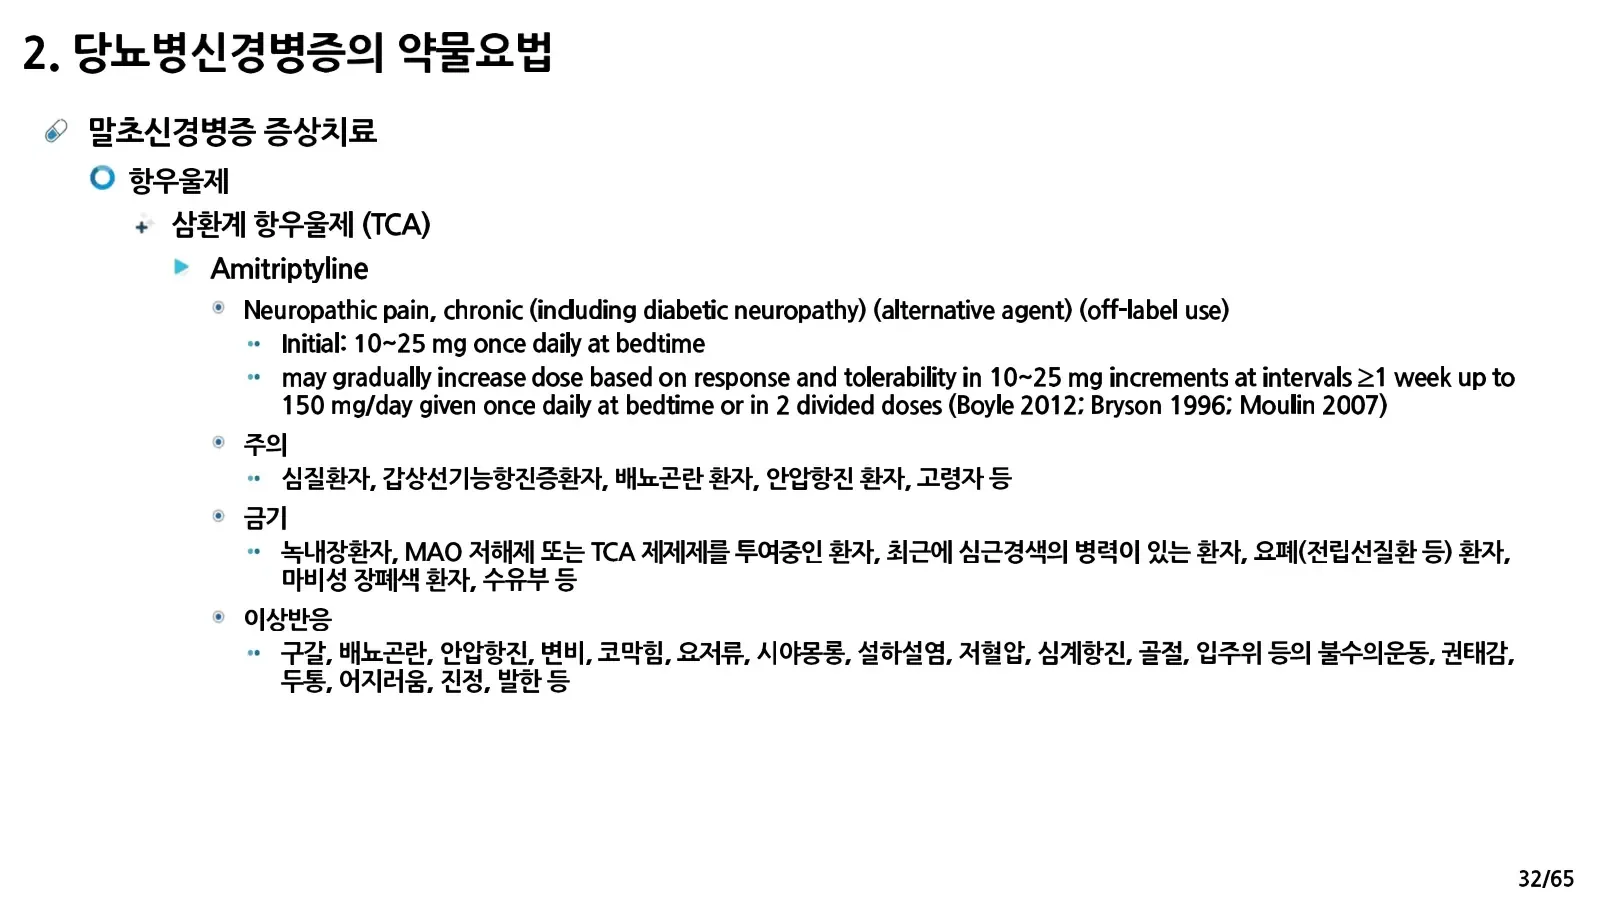 2. 당뇨병신경병증의 약물요법
말초신경병증 증상치료
항우울제
삼환계 항우울제 (TCA)
Amitriptyline
Neuropathic pain, chronic (including diabetic neuropathy) (alternative agent) (off-label use)
Initial: 10~25 mg once daily at bedtime
may gradually increase dose based on response and tolerability in 10~25 mg increments at intervals ≥1 week up to
150 mg/day given once daily at bedtime or in 2 divided doses (Boyle 2012; Bryson 1996; Moulin 2007)
주의
심질환자, 갑상선기능항진증환자, 배뇨곤란 환자, 안압항진 환자, 고령자 등
금기
녹내장환자, MAO 저해제 또는 TCA 제제제를 투여중인 환자, 최근에 심근경색의 병력이 있는 환자, 요폐(전립선질환 등) 환자,
마비성 장폐색 환자, 수유부 등
이상반응
구갈, 배뇨곤란, 안압항진, 변비, 코막힘, 요저류, 시야몽롱, 설하설염, 저혈압, 심계항진, 골절, 입주위 등의 불수의운동, 권태감,
두통, 어지러움, 진정, 발한 등
32/65